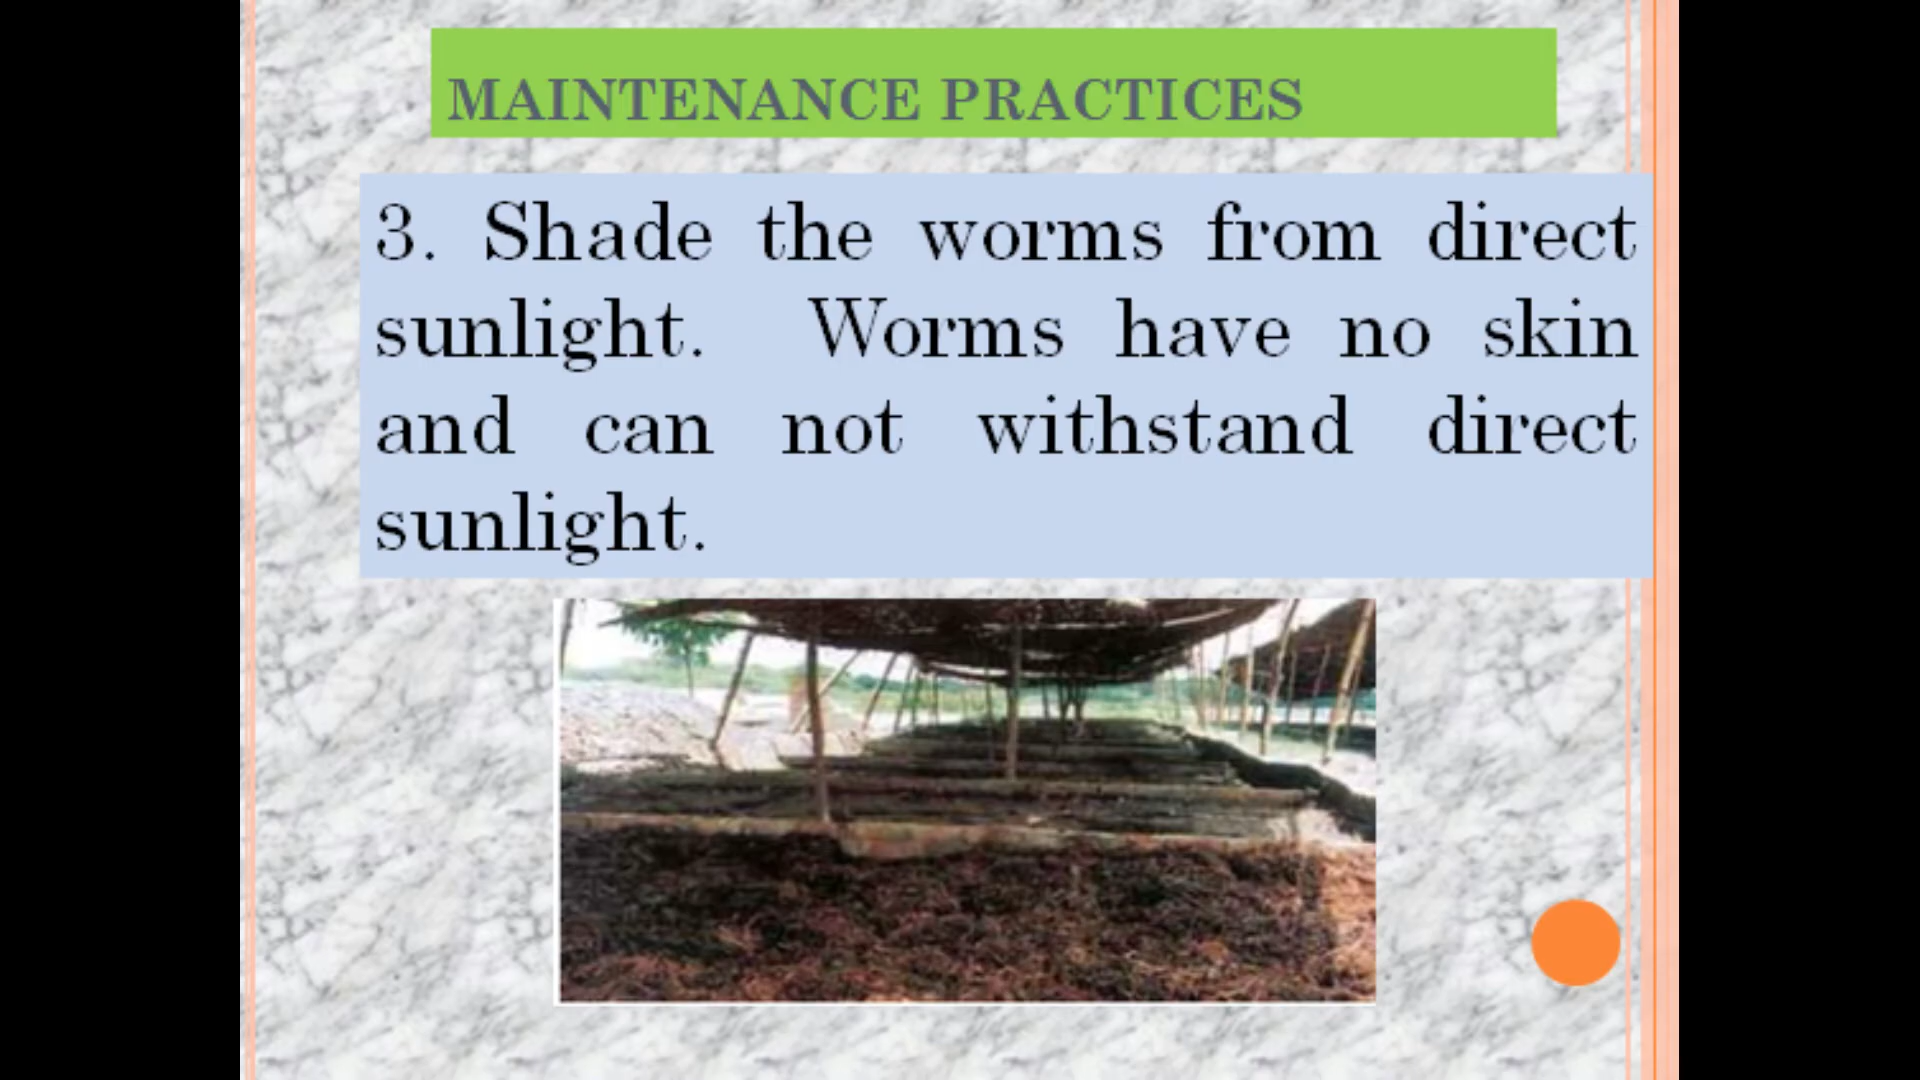 MAINTENANCE PRACTICES
3. Shade the worms from direct
sunlight. Worms have no skin
and can not withstand direct
sunlight.